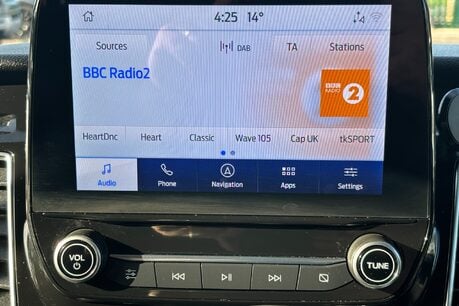 4:25 14°
Sources DAB TA Stations
BBC Radio2
BBC
RADIO
2
HeartDnc Heart Classic Wave 105 Cap UK tkSPORT
Audio Phone Navigation Apps Settings
VOL TUNE